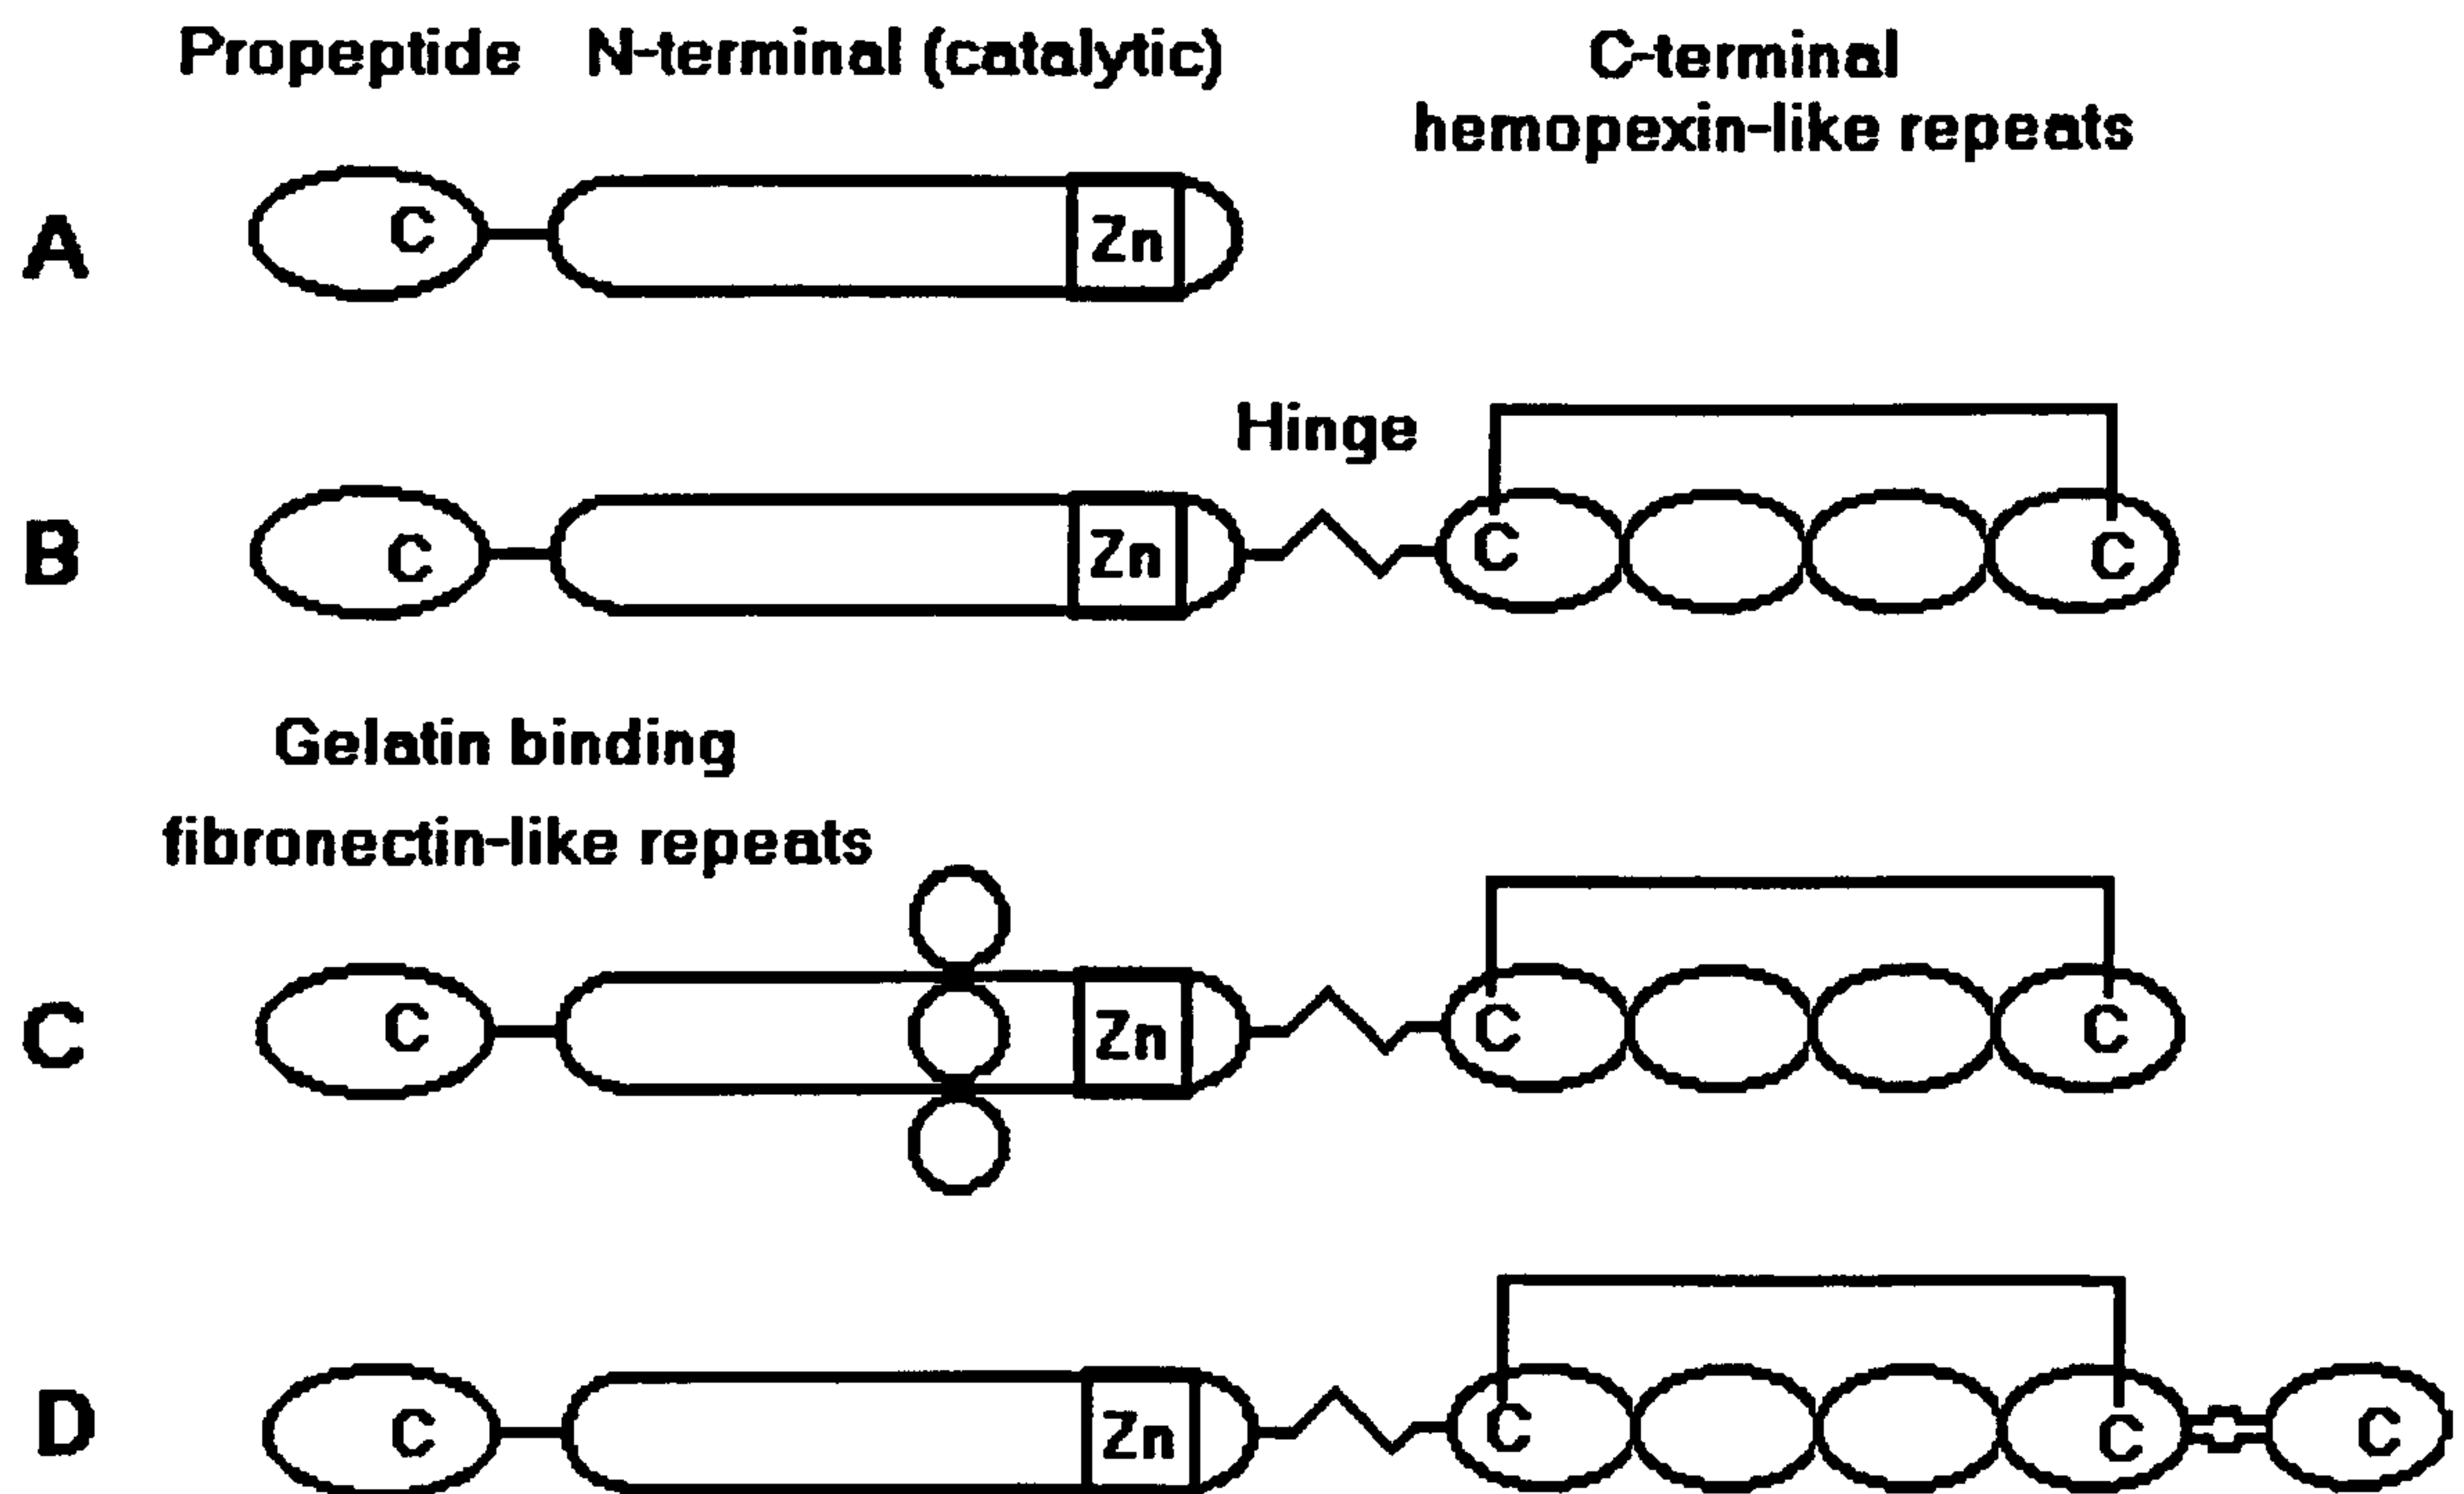 Propeptide N-terminal (catalytic) C-terminal
hemopexin-like repeats
A C Zn
Hinge
B C Zn C C
Gelatin binding
fibronectin-like repeats
C C Zn C C
D C Zn C C C